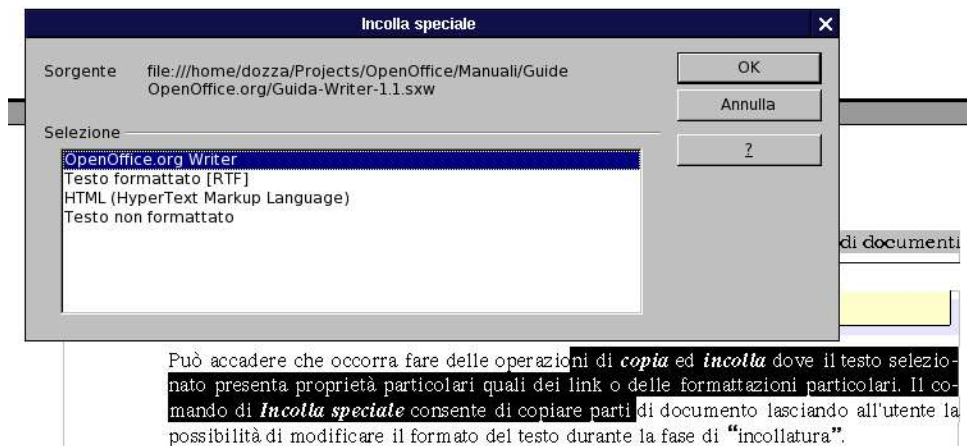 Incolla speciale
Sorgente file:///home/dozza/Projects/OpenOffice/Manuali/Guide
OpenOffice.org/Guida-Writer-1.1.sxw
OK
Annulla
Selezione
?
OpenOffice.org Writer
Testo formattato [RTF]
HTML (HyperText Markup Language)
Testo non formattato
di documenti
Può accadere che occorra fare delle operazioni di copia ed incolla dove il testo selezio-
nato presenta proprietà particolari quali dei link o delle formattazioni particolari. Il co-
mando di Incolla speciale consente di copiare parti di documento lasciando all'utente la
possibilità di modificare il formato del testo durante la fase di “incollatura”.